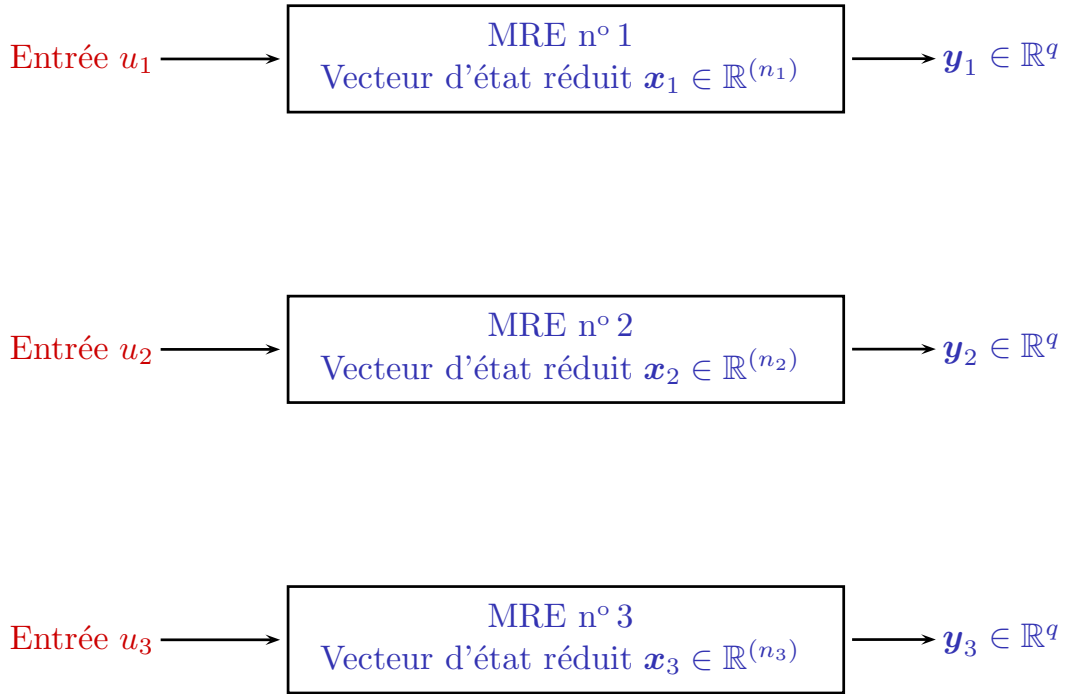 MRE nº 1
Entrée u₁ Vecteur d'état réduit 𝒙₁ ∈ ℝ⁽ⁿ₁⁾ 𝒚₁ ∈ ℝ^q
MRE nº 2
Entrée u₂ Vecteur d'état réduit 𝒙₂ ∈ ℝ⁽ⁿ₂⁾ 𝒚₂ ∈ ℝ^q
MRE nº 3
Entrée u₃ Vecteur d'état réduit 𝒙₃ ∈ ℝ⁽ⁿ₃⁾ 𝒚₃ ∈ ℝ^q